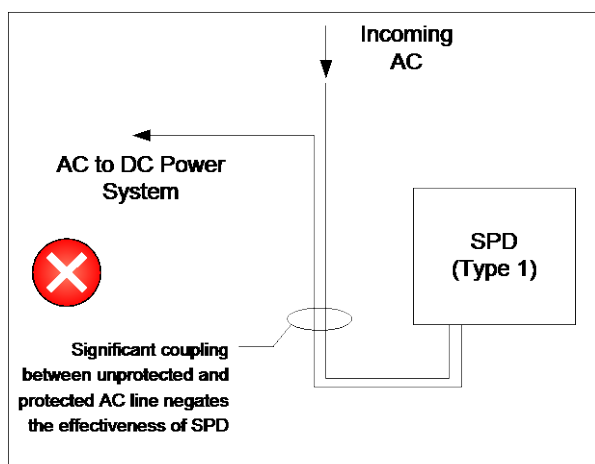 Incoming
AC
AC to DC Power
System
SPD
(Type 1)
Significant coupling
between unprotected and
protected AC line negates
the effectiveness of SPD